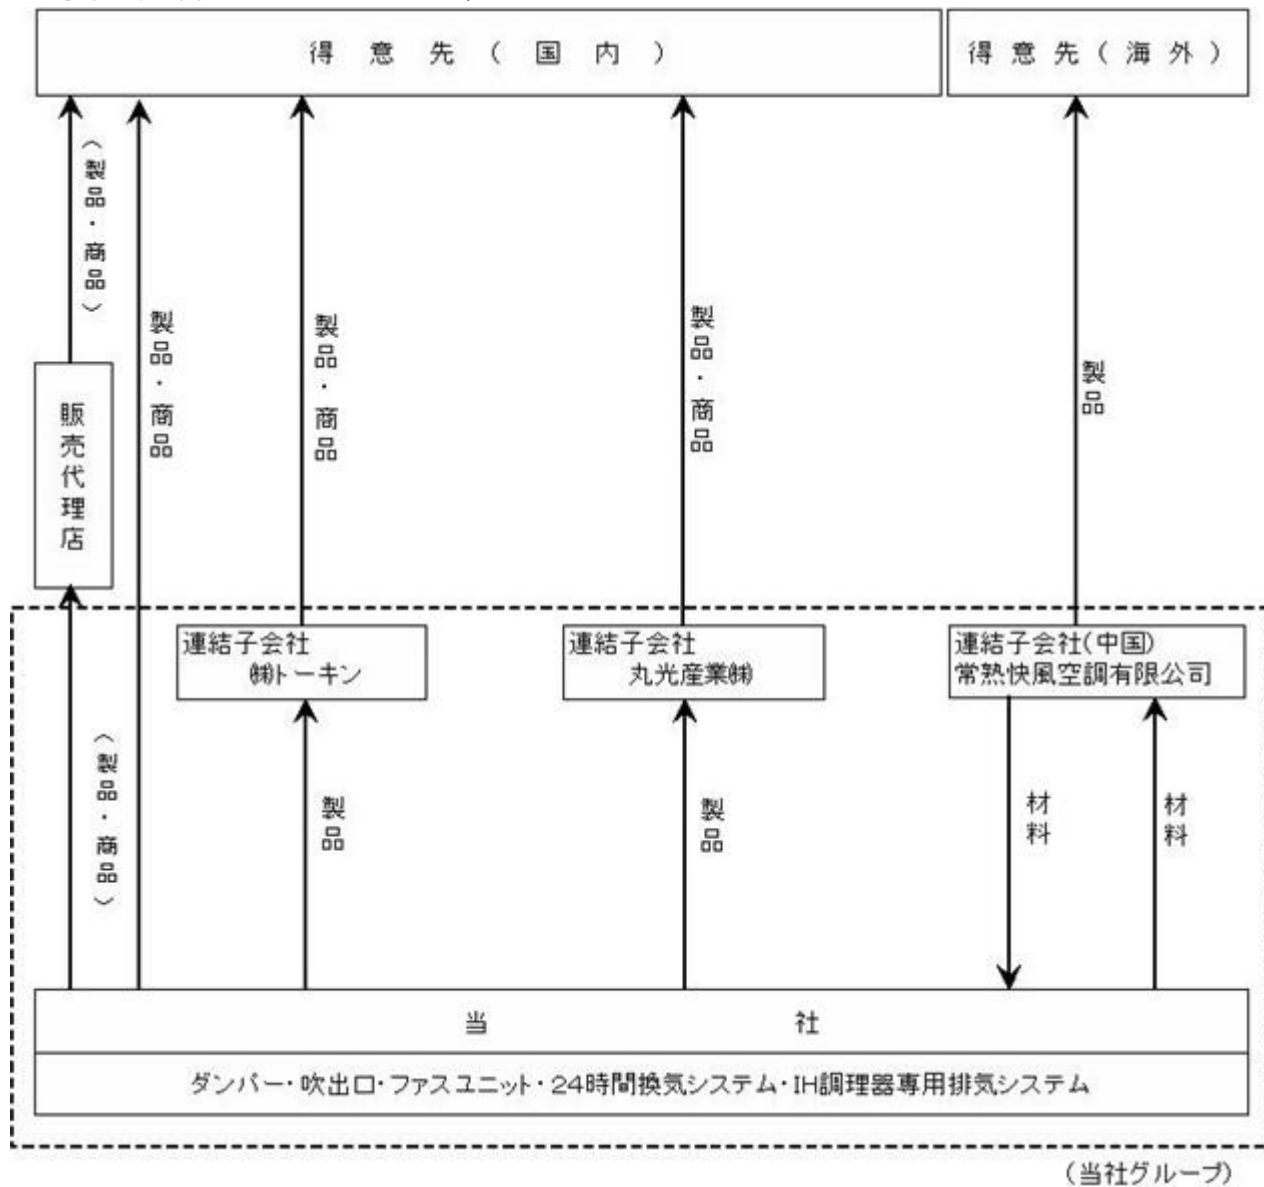 得意先(国内)
得意先(海外)
(製品・商品)
製品・商品
製品・商品
製品・商品
製品
販売代理店
連結子会社
㈱トーキン
連結子会社
丸光産業㈱
連結子会社(中国)
常熟快風空調有限公司
(製品・商品)
製品
製品
材料
材料
当社
ダンパー・吹出口・ファスユニット・24時間換気システム・IH調理器専用排気システム
(当社グループ)